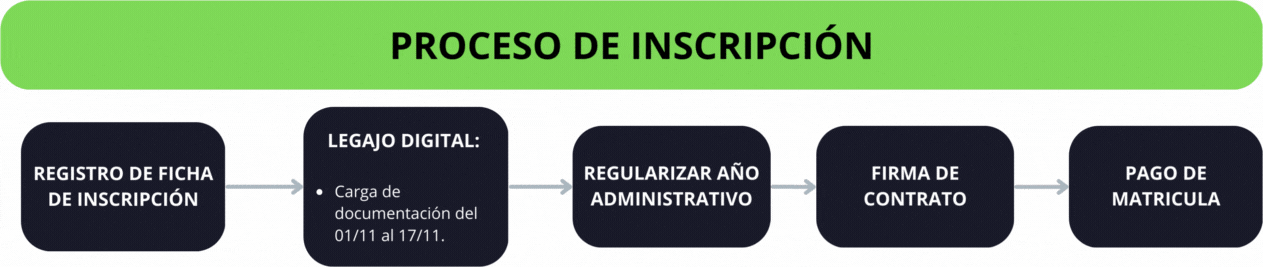 PROCESO DE INSCRIPCIÓN
REGISTRO DE FICHA
DE INSCRIPCIÓN
LEGAJO DIGITAL:
• Carga de
documentación del
01/11 al 17/11.
REGULARIZAR AÑO
ADMINISTRATIVO
FIRMA DE
CONTRATO
PAGO DE
MATRICULA